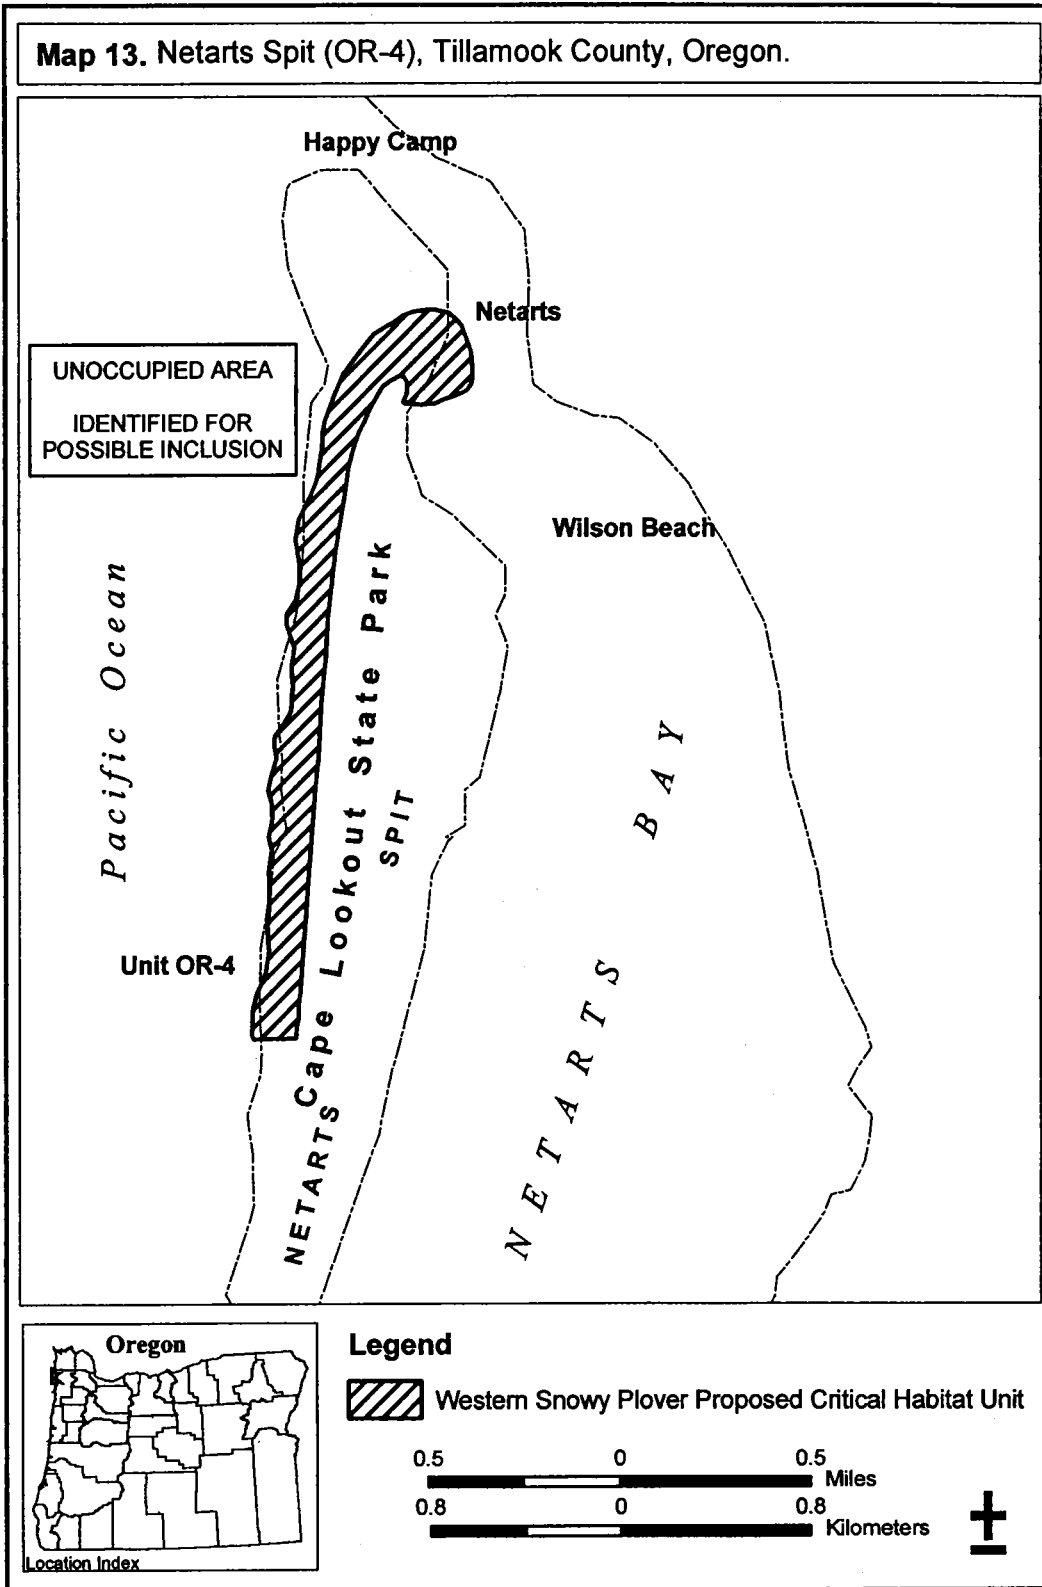 Map 13. Netarts Spit (OR-4), Tillamook County, Oregon.
Happy Camp
Netarts
UNOCCUPIED AREA
IDENTIFIED FOR
POSSIBLE INCLUSION
Wilson Beach
Pacific Ocean
Cape Lookout State Park
NETARTS SPIT
NETARTS BAY
Unit OR-4
Oregon
Location Index
Legend
Western Snowy Plover Proposed Critical Habitat Unit
0.5 0 0.5
Miles
0.8 0 0.8
Kilometers